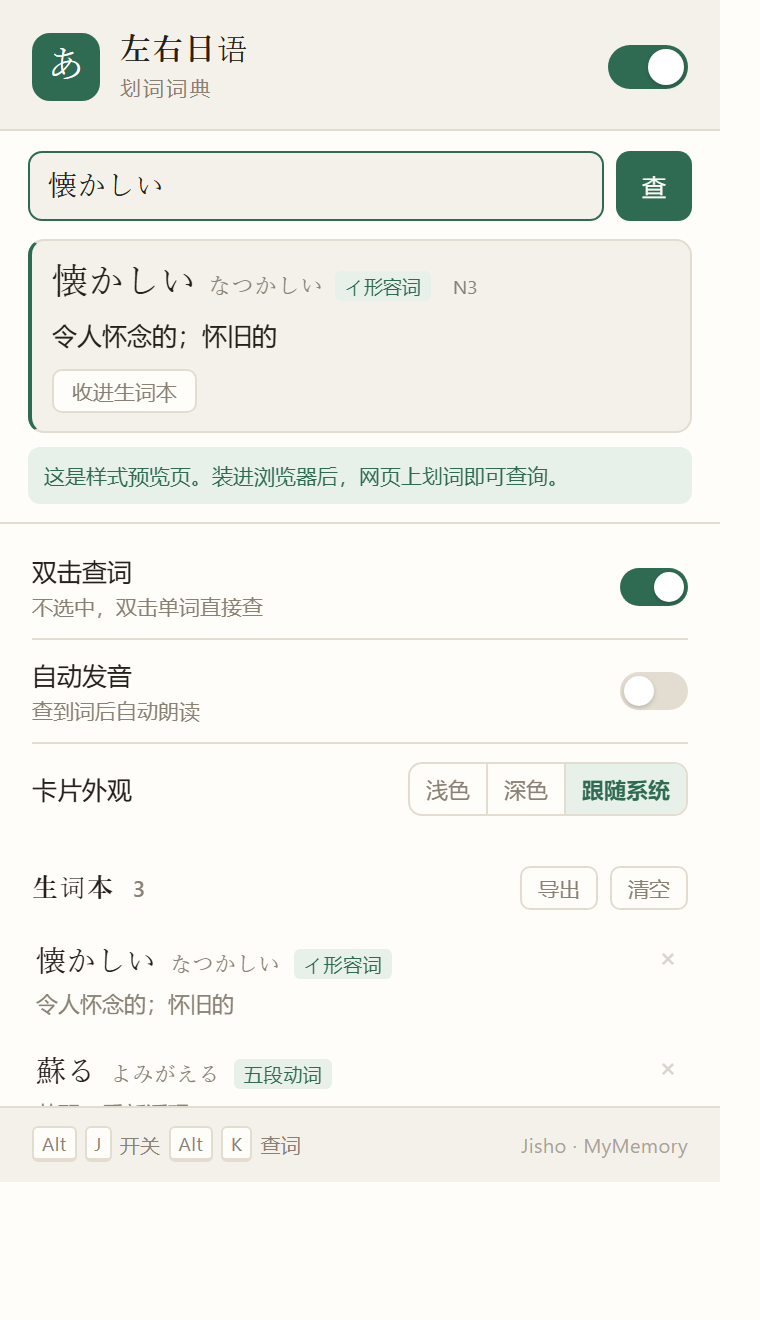 あ 左右日语
划词词典
懐かしい 查
懐かしい なつかしい イ形容词 N3
令人怀念的；怀旧的
收进生词本
这是样式预览页。装进浏览器后，网页上划词即可查询。
双击查词
不选中，双击单词直接查
自动发音
查到词后自动朗读
卡片外观 浅色 深色 跟随系统
生词本 3 导出 清空
懐かしい なつかしい イ形容词 ×
令人怀念的；怀旧的
蘇る よみがえる 五段动词 ×
Alt J 开关 Alt K 查词 Jisho · MyMemory